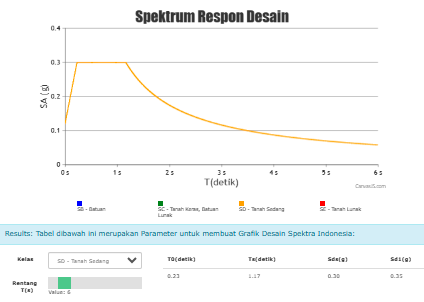 Spektrum Respon Desain
0.4
0.3
0.2
0.1
0
SA (g)
0 s 1 s 2 s 3 s 4 s 5 s 6 s
T(detik)
CanvasJS.com
SB - Batuan
SC - Tanah Keras, Batuan Lunak
SD - Tanah Sedang
SE - Tanah Lunak
Results: Tabel dibawah ini merupakan Parameter untuk membuat Grafik Desain Spektra Indonesia:
Kelas
SD - Tanah Sedang
Rentang
T(s)
Value: 6
T0(detik) Ts(detik) Sds(g) Sd1(g)
0.23 1.17 0.30 0.35